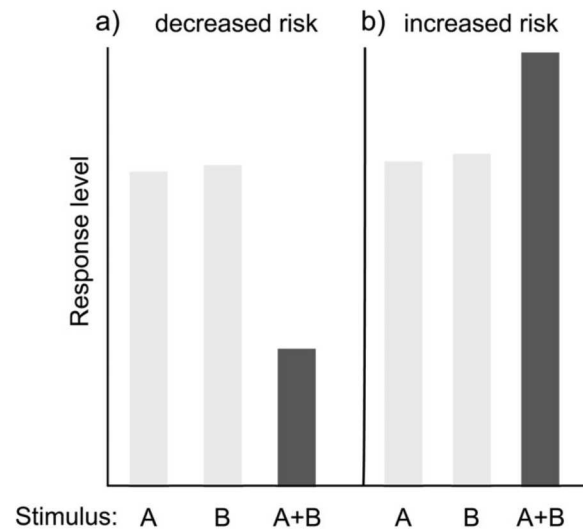 a) decreased risk
b) increased risk
Response level
Stimulus: A B A+B A B A+B